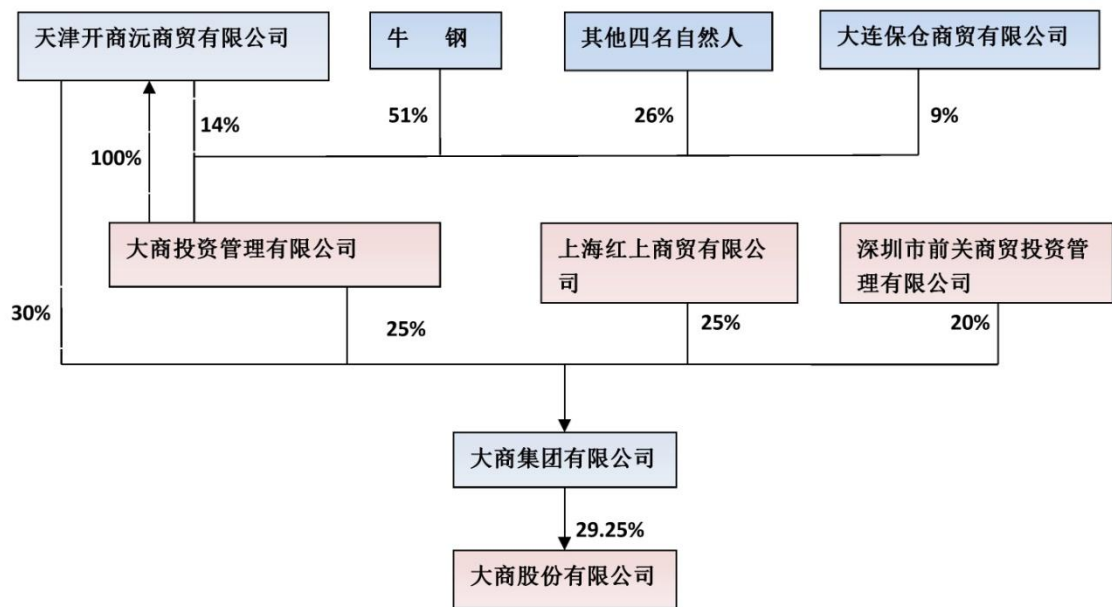 天津开商沅商贸有限公司
牛 钢
其他四名自然人
大连保仓商贸有限公司
14%
51%
26%
9%
100%
大商投资管理有限公司
上海红上商贸有限公
司
深圳市前关商贸投资管
理有限公司
30%
25%
25%
20%
大商集团有限公司
29.25%
大商股份有限公司